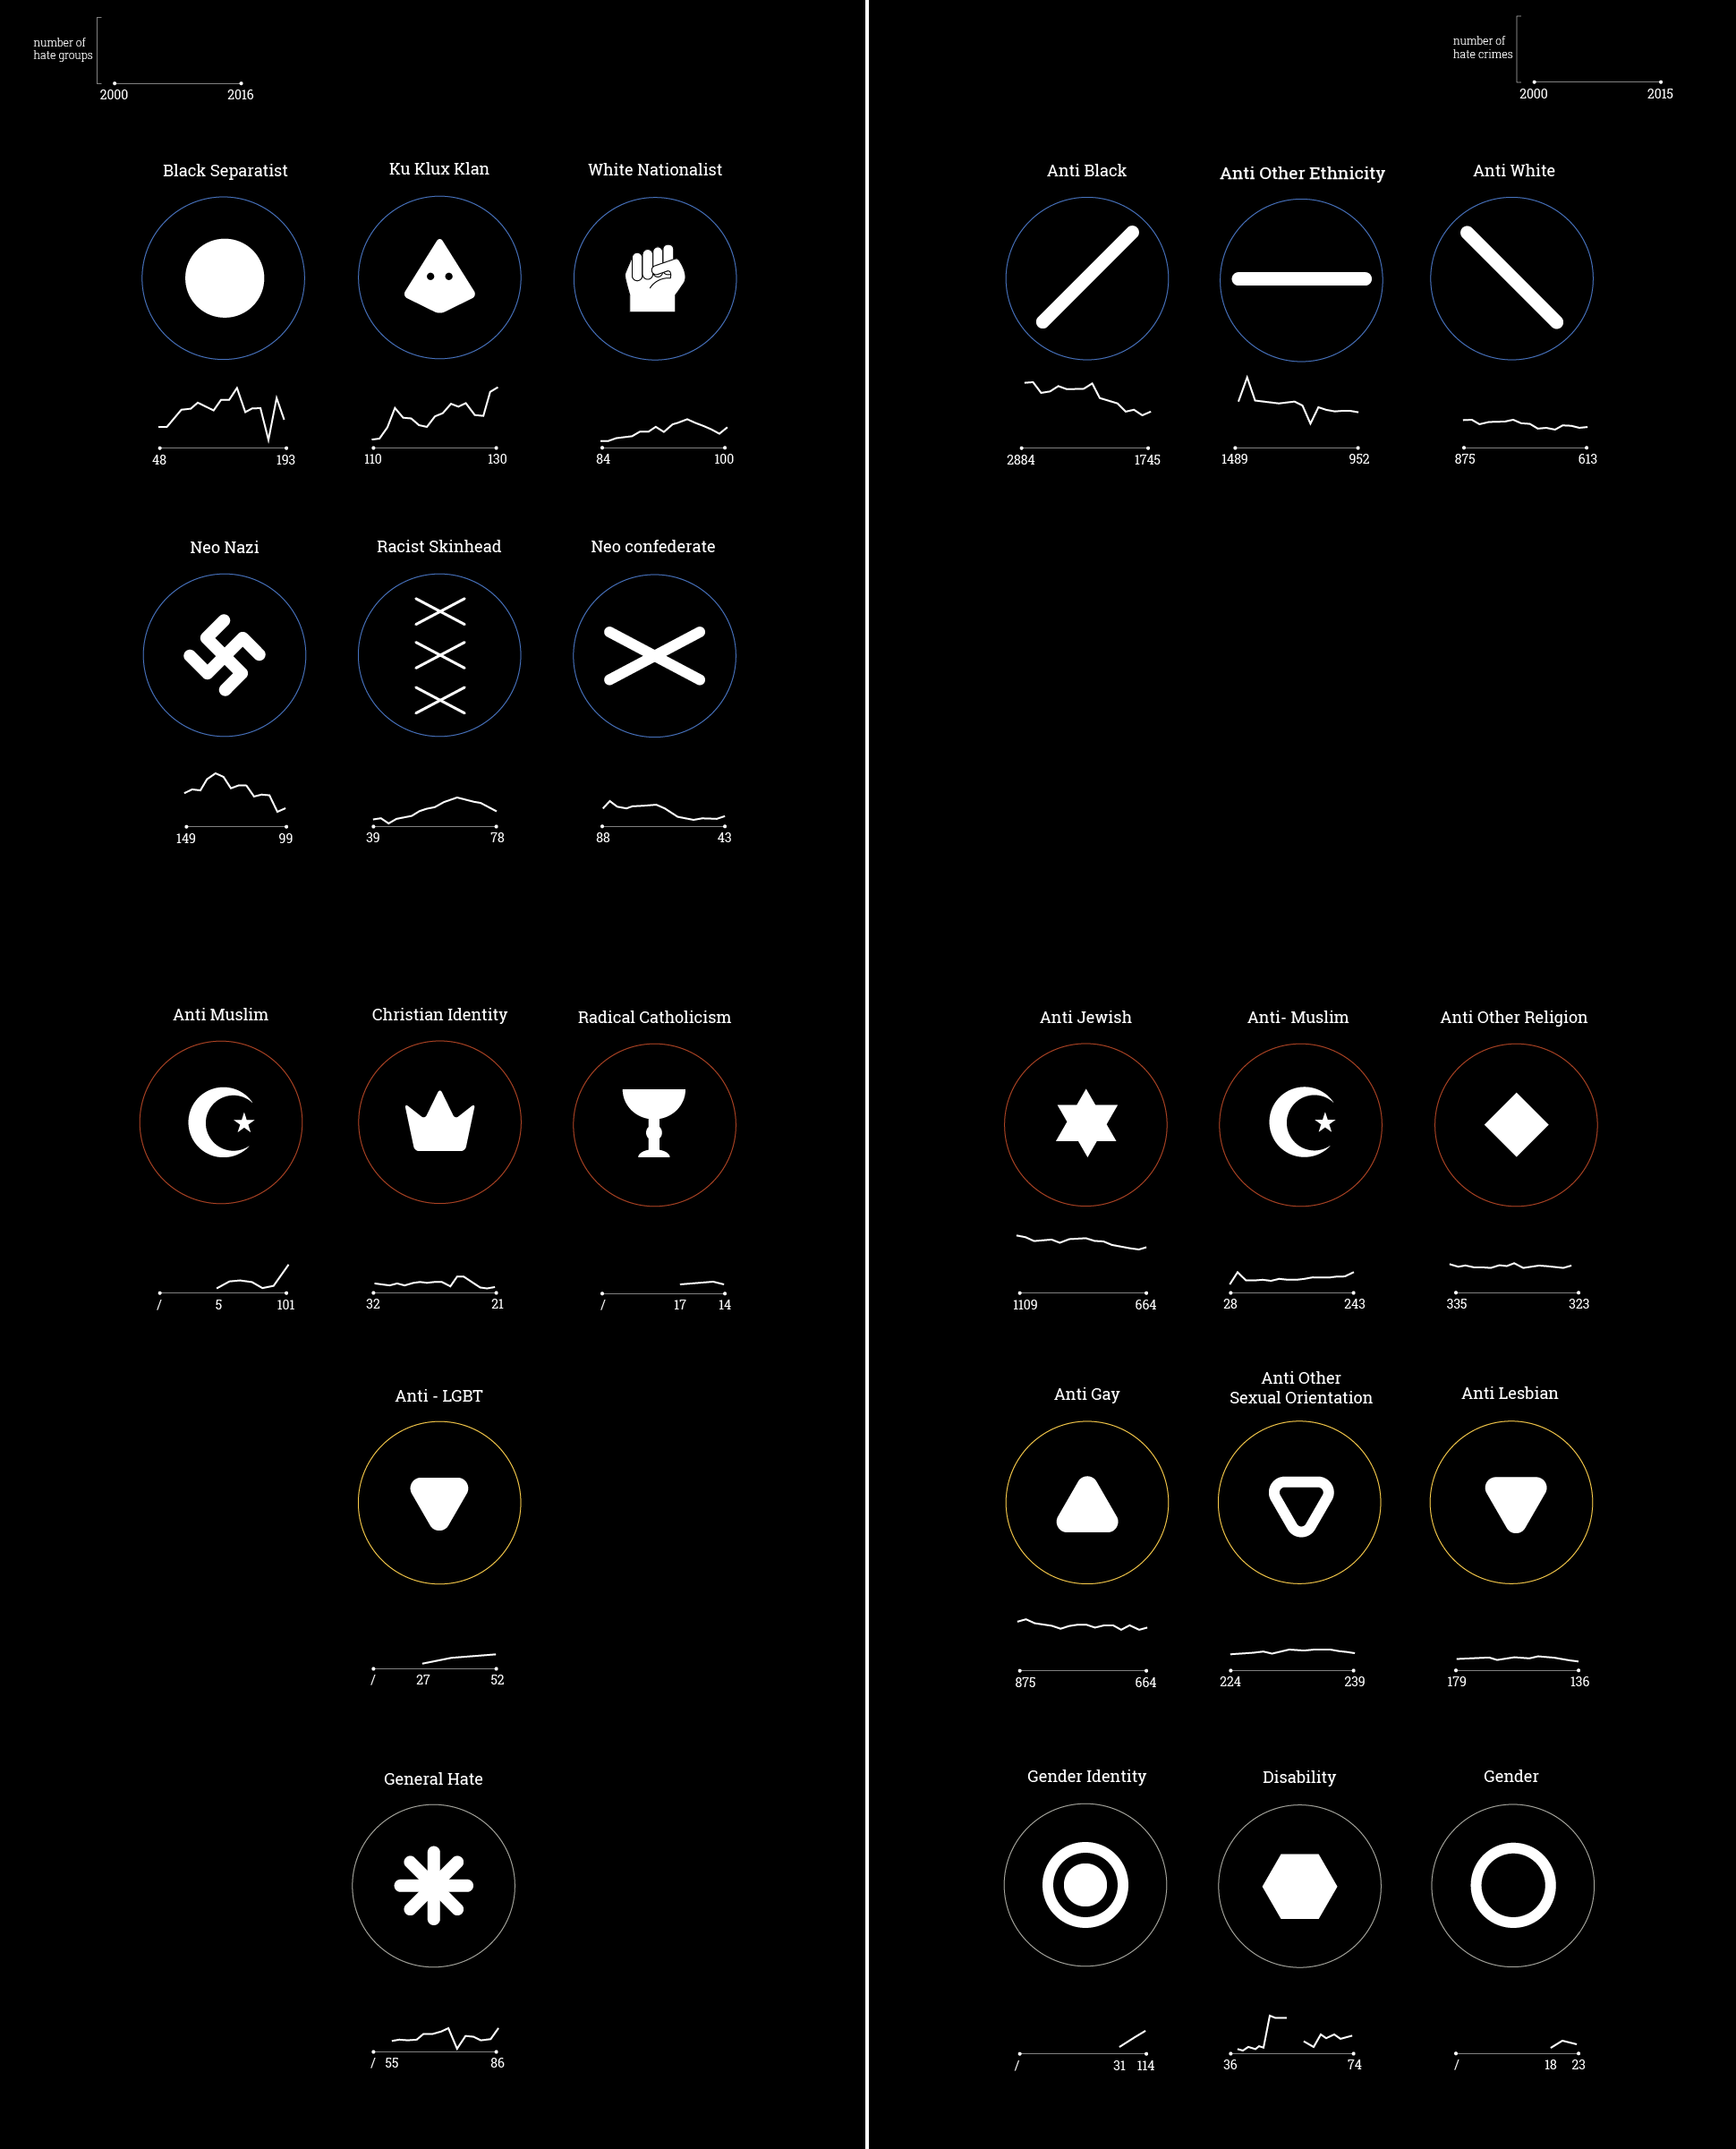 number of
hate groups
2000
2016
Black Separatist
Ku Klux Klan
White Nationalist
48
193
110
130
84
100
Neo Nazi
Racist Skinhead
Neo confederate
149
99
39
78
88
43
Anti Muslim
Christian Identity
Radical Catholicism
/
5
101
32
21
/
17
14
Anti - LGBT
/
27
52
General Hate
/
55
86
number of
hate crimes
2000
2015
Anti Black
Anti Other Ethnicity
Anti White
2884
1745
1489
952
875
613
Anti Jewish
Anti- Muslim
Anti Other Religion
1109
664
28
243
335
323
Anti Gay
Anti Other
Sexual Orientation
Anti Lesbian
875
664
224
239
179
136
Gender Identity
Disability
Gender
/
31
114
36
74
/
18
23